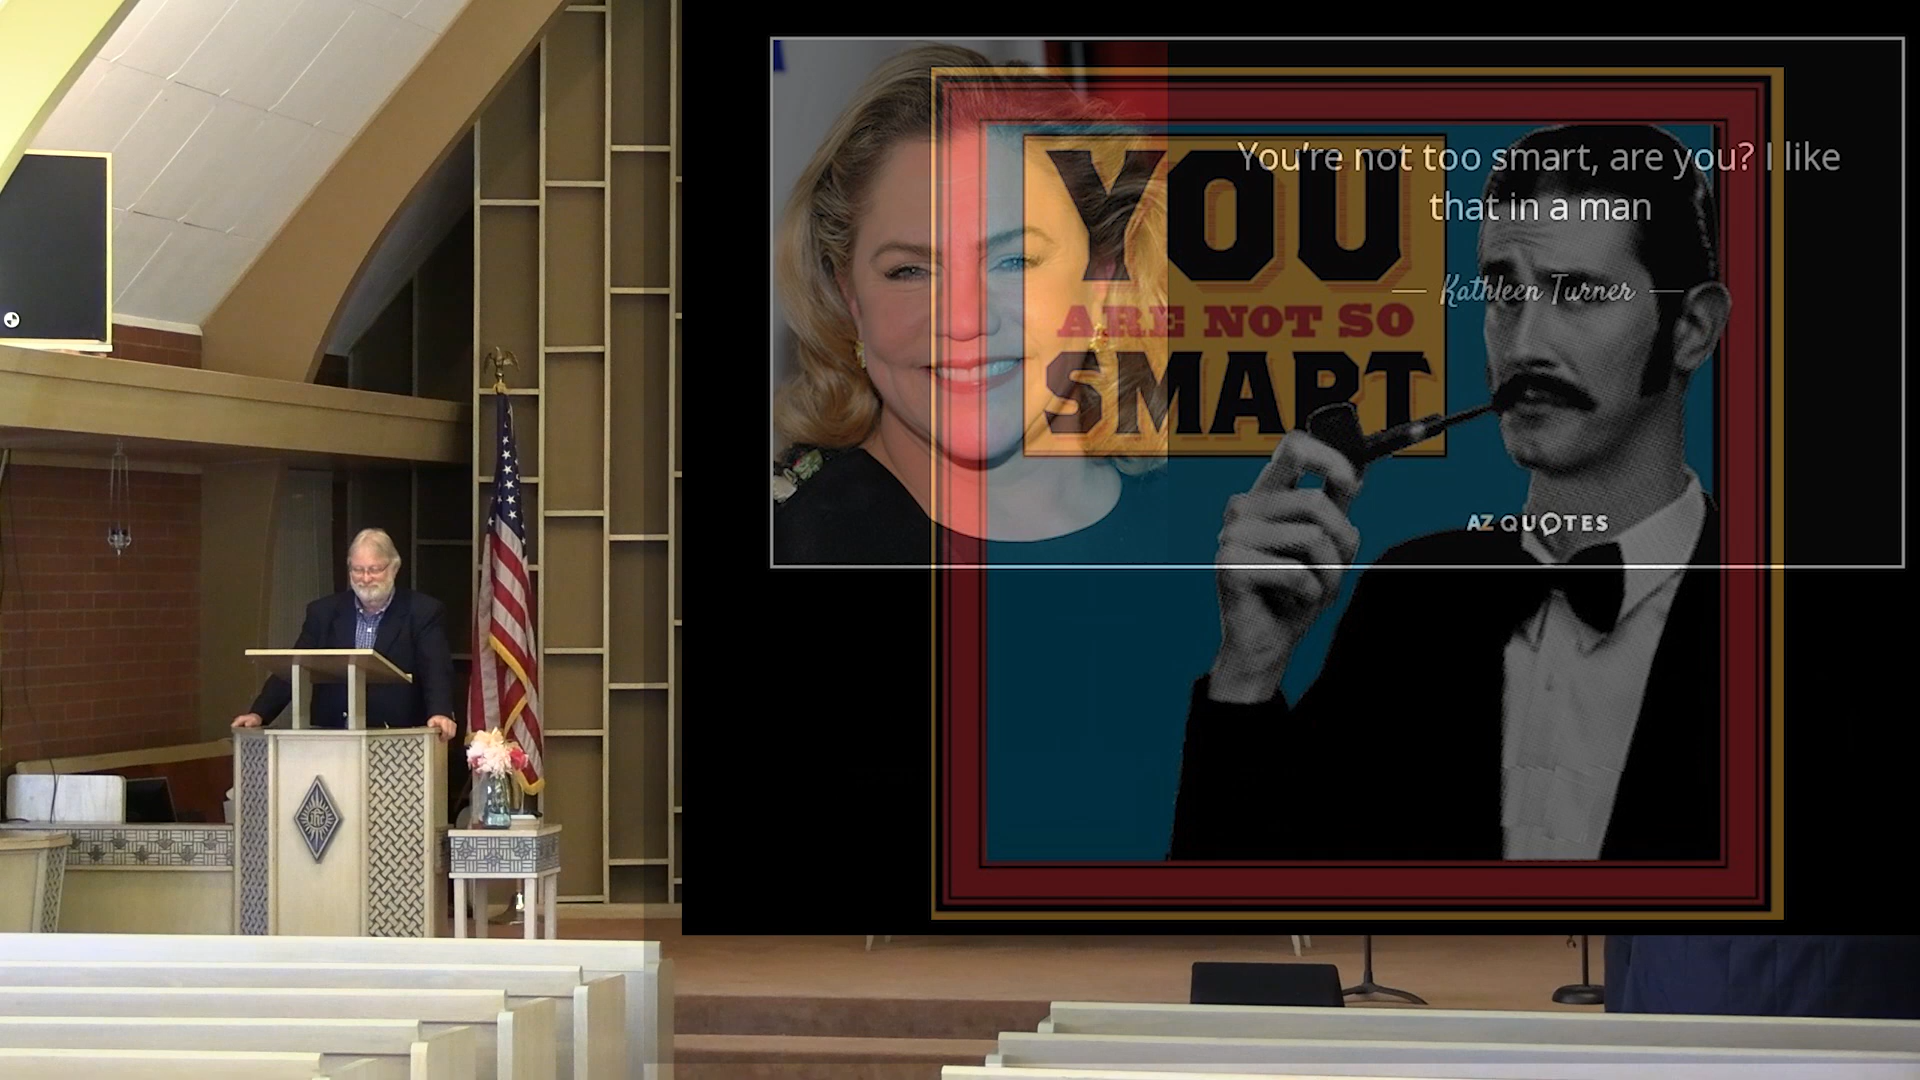 You're not too smart, are you? I like
that in a man
— Kathleen Turner —
AZ QUOTES
YOU
ARE NOT SO
SMART